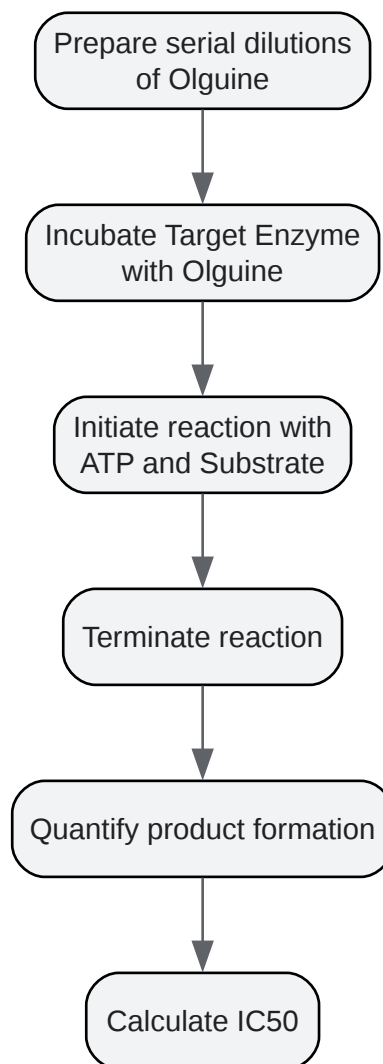 Prepare serial dilutions
of Olguine
Incubate Target Enzyme
with Olguine
Initiate reaction with
ATP and Substrate
Terminate reaction
Quantify product formation
Calculate IC50